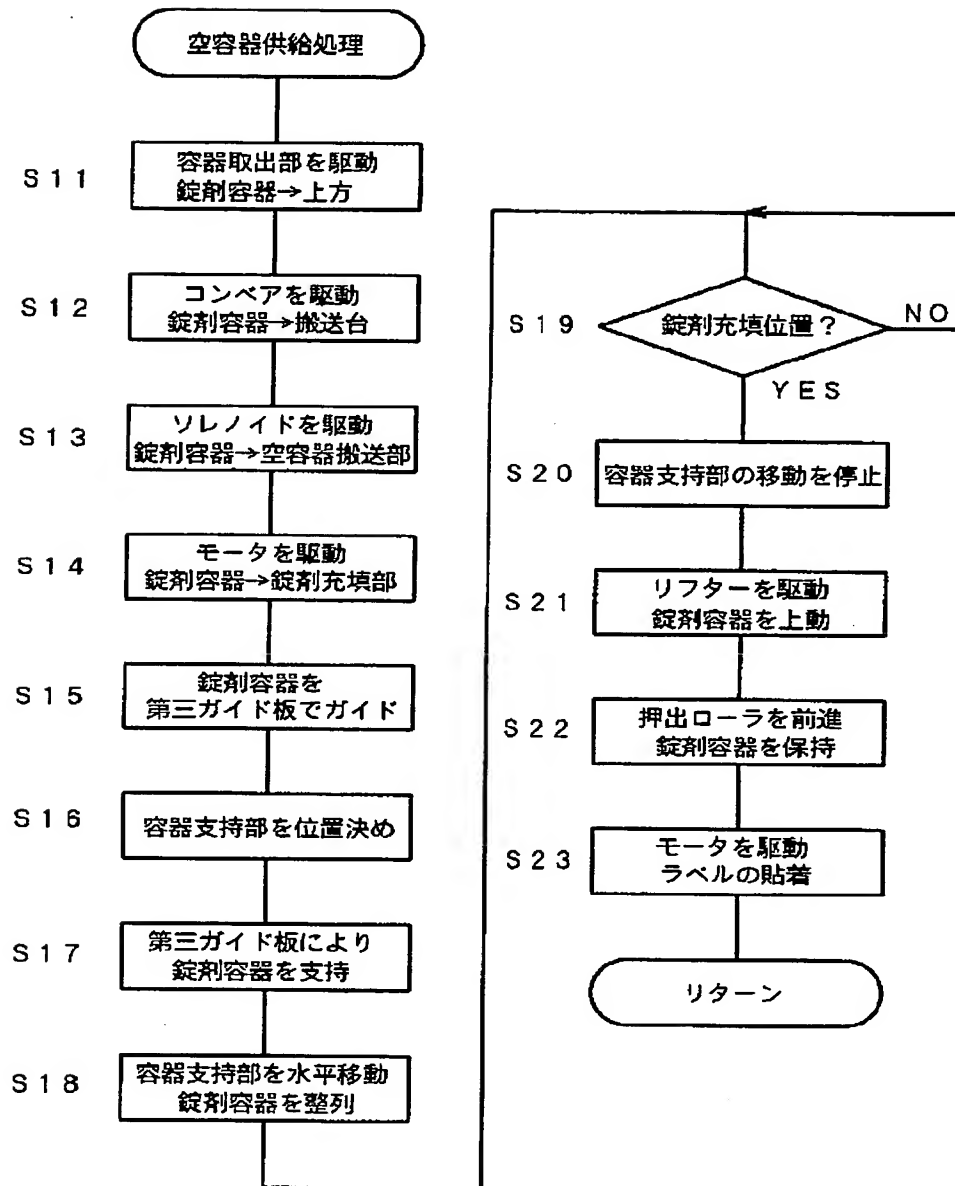 空容器供給処理
S11
容器取出部を駆動
錠剤容器→上方
S12
コンベアを駆動
錠剤容器→搬送台
S13
ソレノイドを駆動
錠剤容器→空容器搬送部
S14
モータを駆動
錠剤容器→錠剤充填部
S15
錠剤容器を
第三ガイド板でガイド
S16
容器支持部を位置決め
S17
第三ガイド板により
錠剤容器を支持
S18
容器支持部を水平移動
錠剤容器を整列
S19
錠剤充填位置?
NO
YES
S20
容器支持部の移動を停止
S21
リフターを駆動
錠剤容器を上動
S22
押出ローラを前進
錠剤容器を保持
S23
モータを駆動
ラベルの貼着
リターン